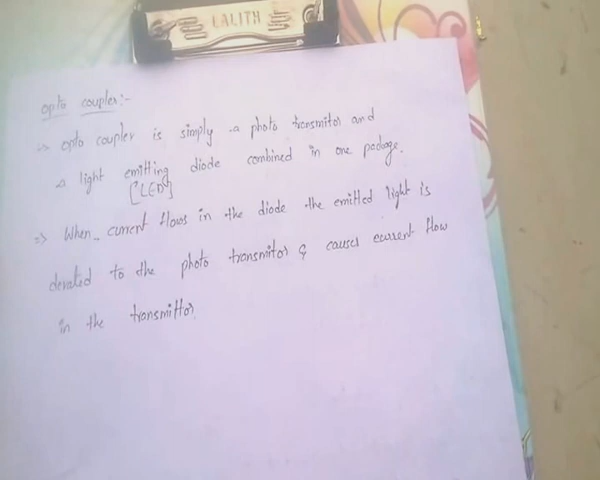 LALITH
opto coupler:-
-> opto coupler is simply a photo transmitor and
a light emitting diode combined in one package.
[LED]
=> When current flows in the diode the emitted light is
devated to the photo transmitor & causes current flow
in the transmittor.